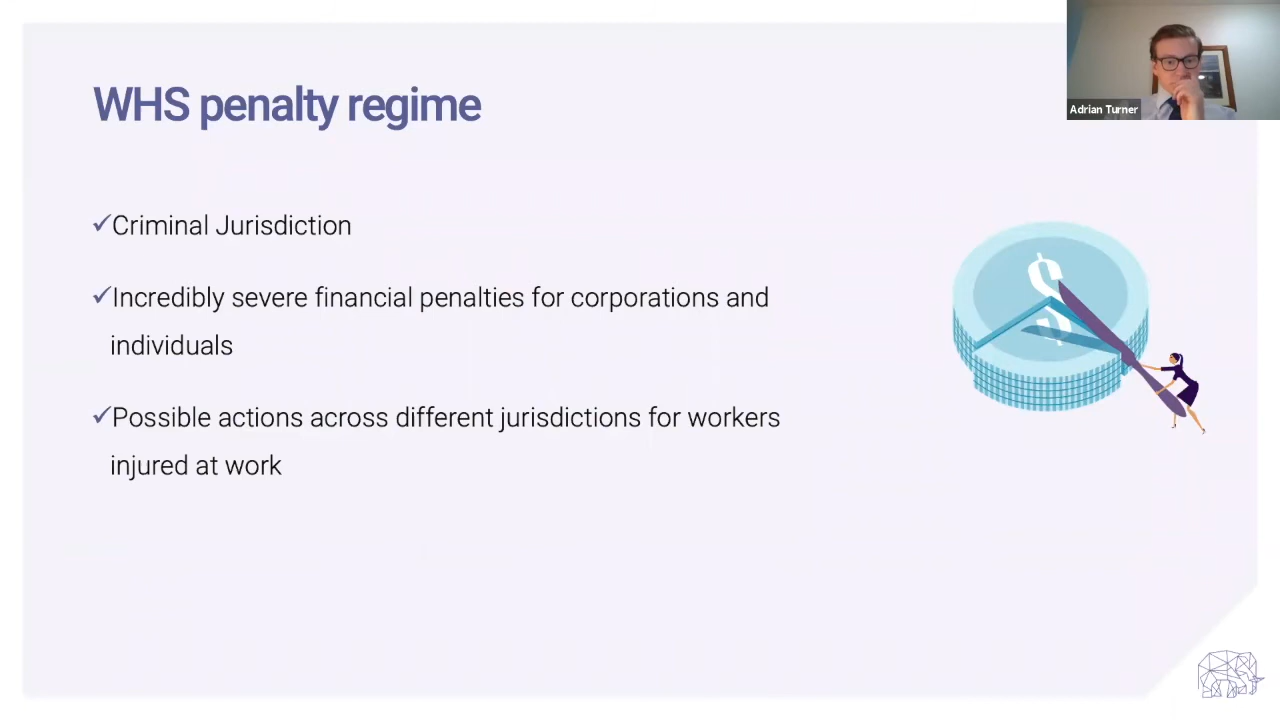 WHS penalty regime
Adrian Turner
✓Criminal Jurisdiction
✓Incredibly severe financial penalties for corporations and
individuals
✓Possible actions across different jurisdictions for workers
injured at work
$